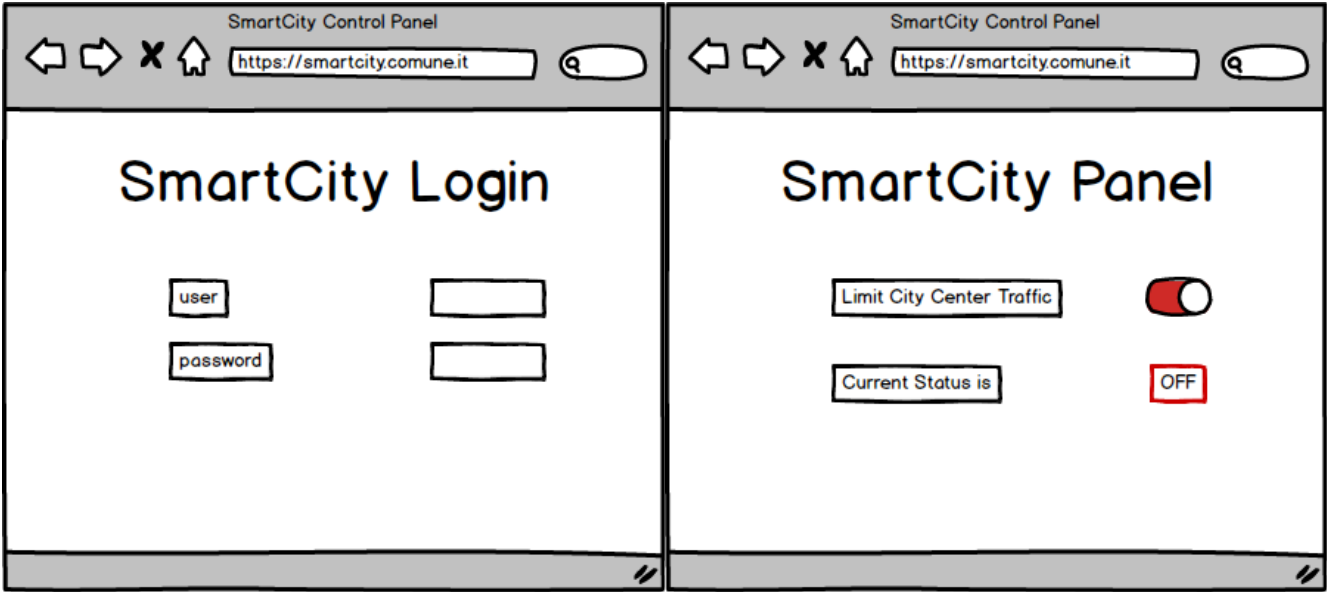 SmartCity Control Panel
https://smartcity.comune.it
SmartCity Login
user
password
SmartCity Control Panel
https://smartcity.comune.it
SmartCity Panel
Limit City Center Traffic
Current Status is
OFF